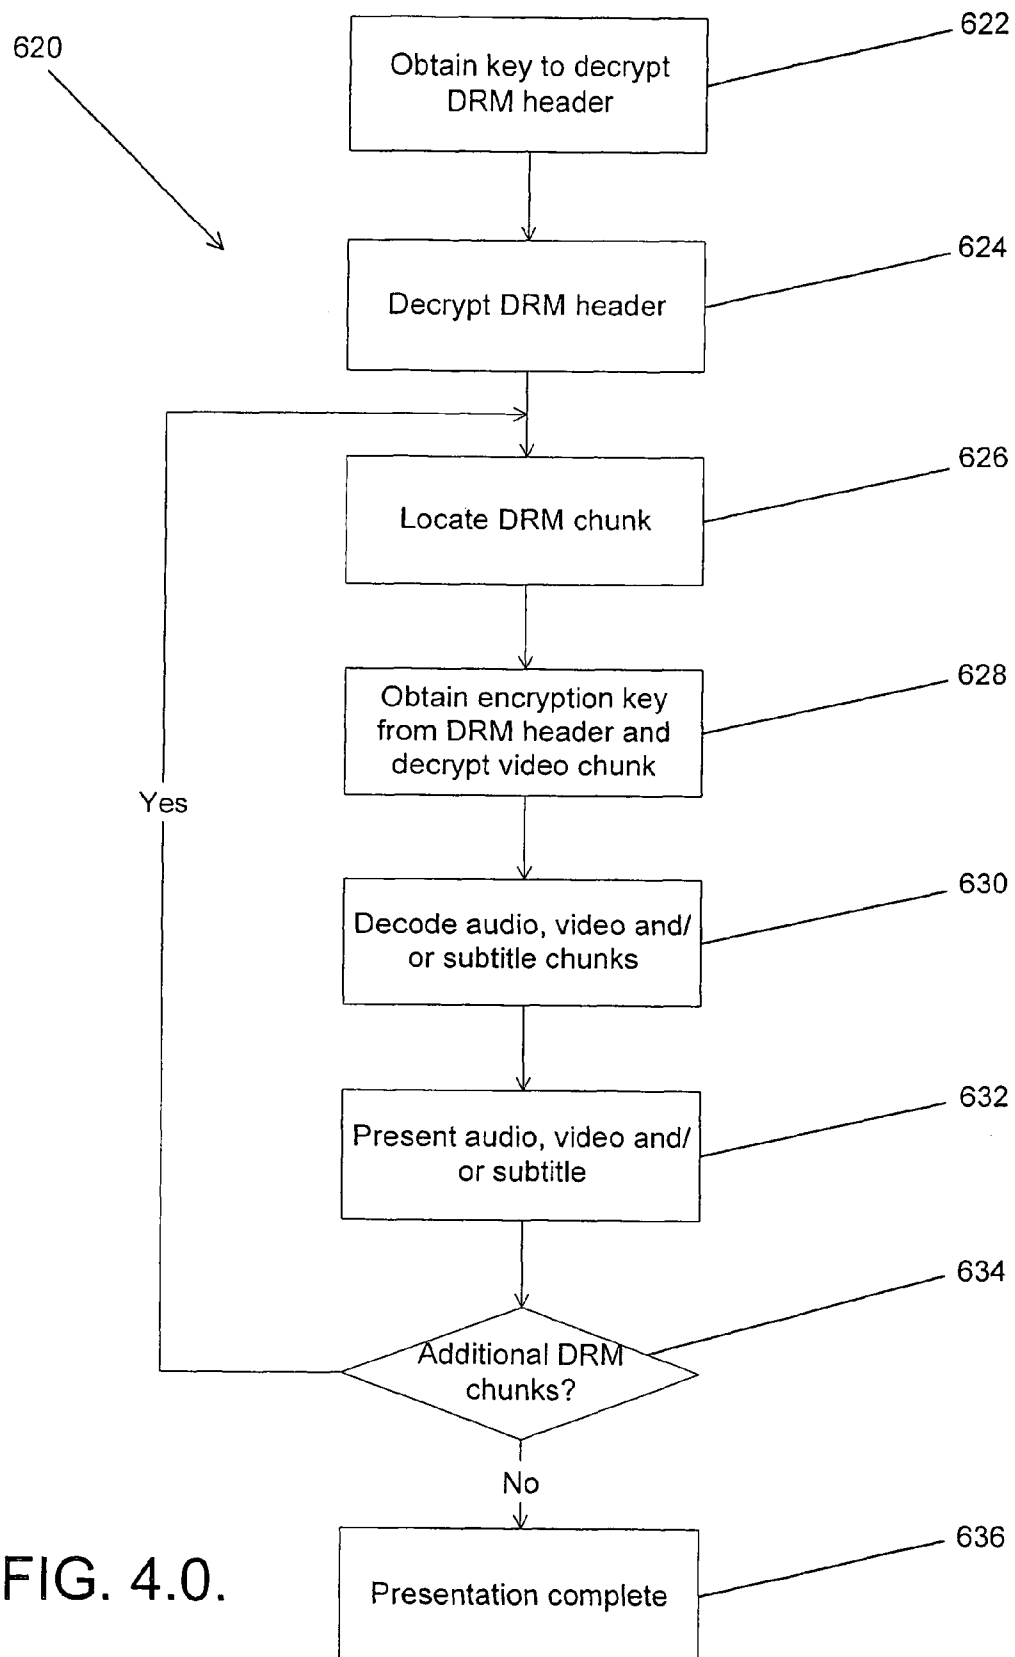 622
620
Obtain key to decrypt
DRM header
624
Decrypt DRM header
626
Locate DRM chunk
628
Obtain encryption key
from DRM header and
decrypt video chunk
Yes
630
Decode audio, video and/
or subtitle chunks
632
Present audio, video and/
or subtitle
634
Additional DRM
chunks?
No
636
Presentation complete
FIG. 4.0.